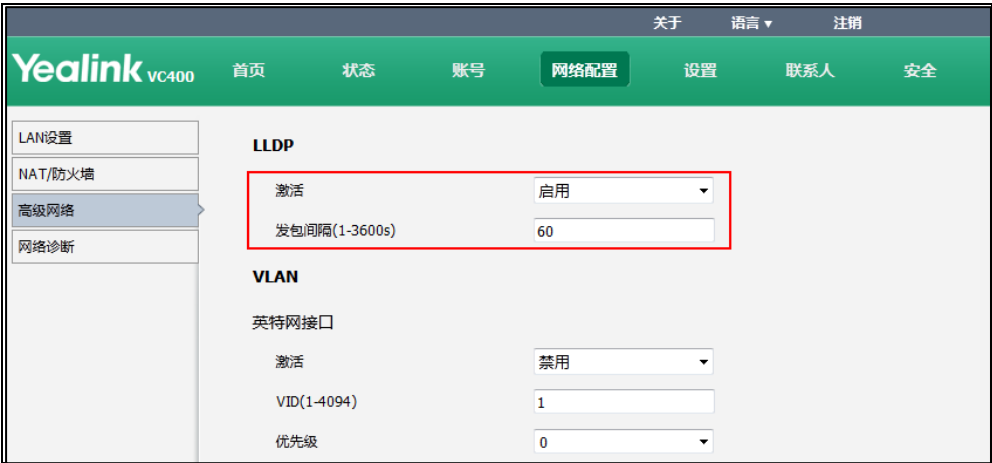 关于 语言 ▾ 注销
Yealink VC400 首页 状态 账号 网络配置 设置 联系人 安全
LAN设置
NAT/防火墙
高级网络
网络诊断
LLDP
激活 启用
发包间隔(1-3600s) 60
VLAN
英特网接口
激活 禁用
VID(1-4094) 1
优先级 0